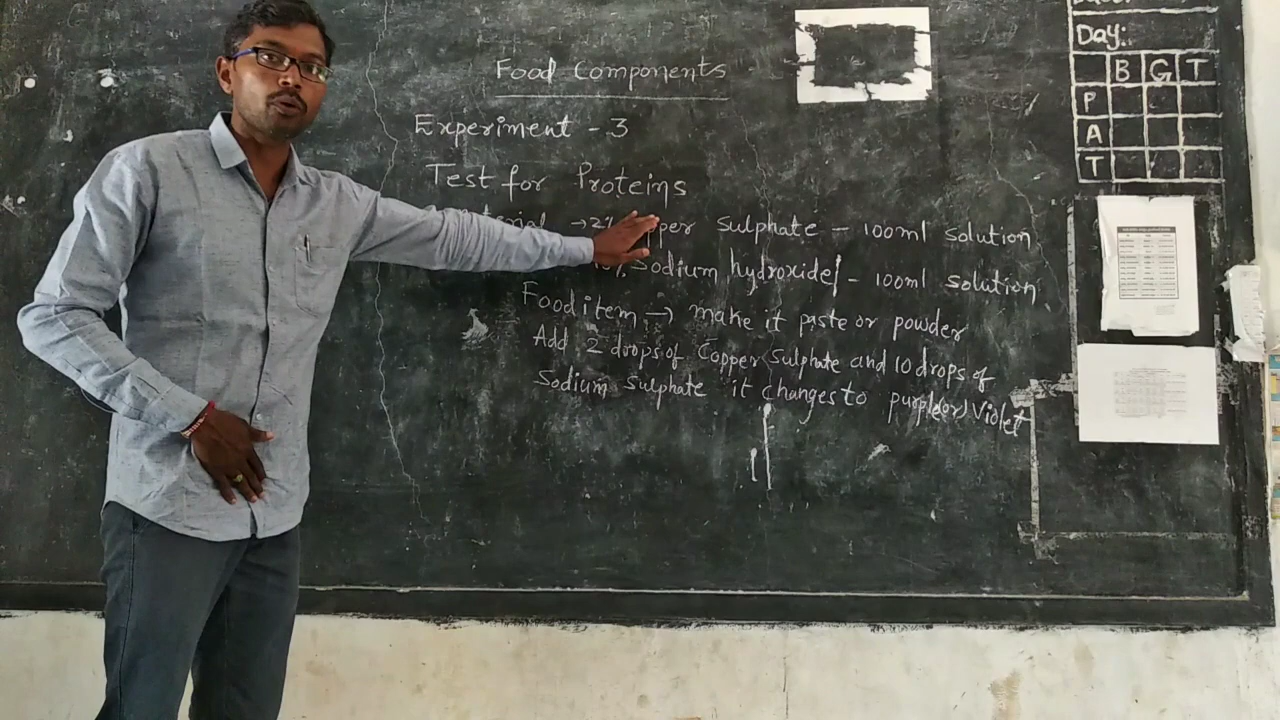 Food Components
Experiment - 3
Test for Proteins
→ 2% sulphate - 100ml solution
Sodium hydroxide - 100ml solution
Food item → make it paste or powder
Add 2 drops of Copper Sulphate and 10 drops of
Sodium Sulphate it changes to purple (or) Violet
Day:
B G T
P
A
T